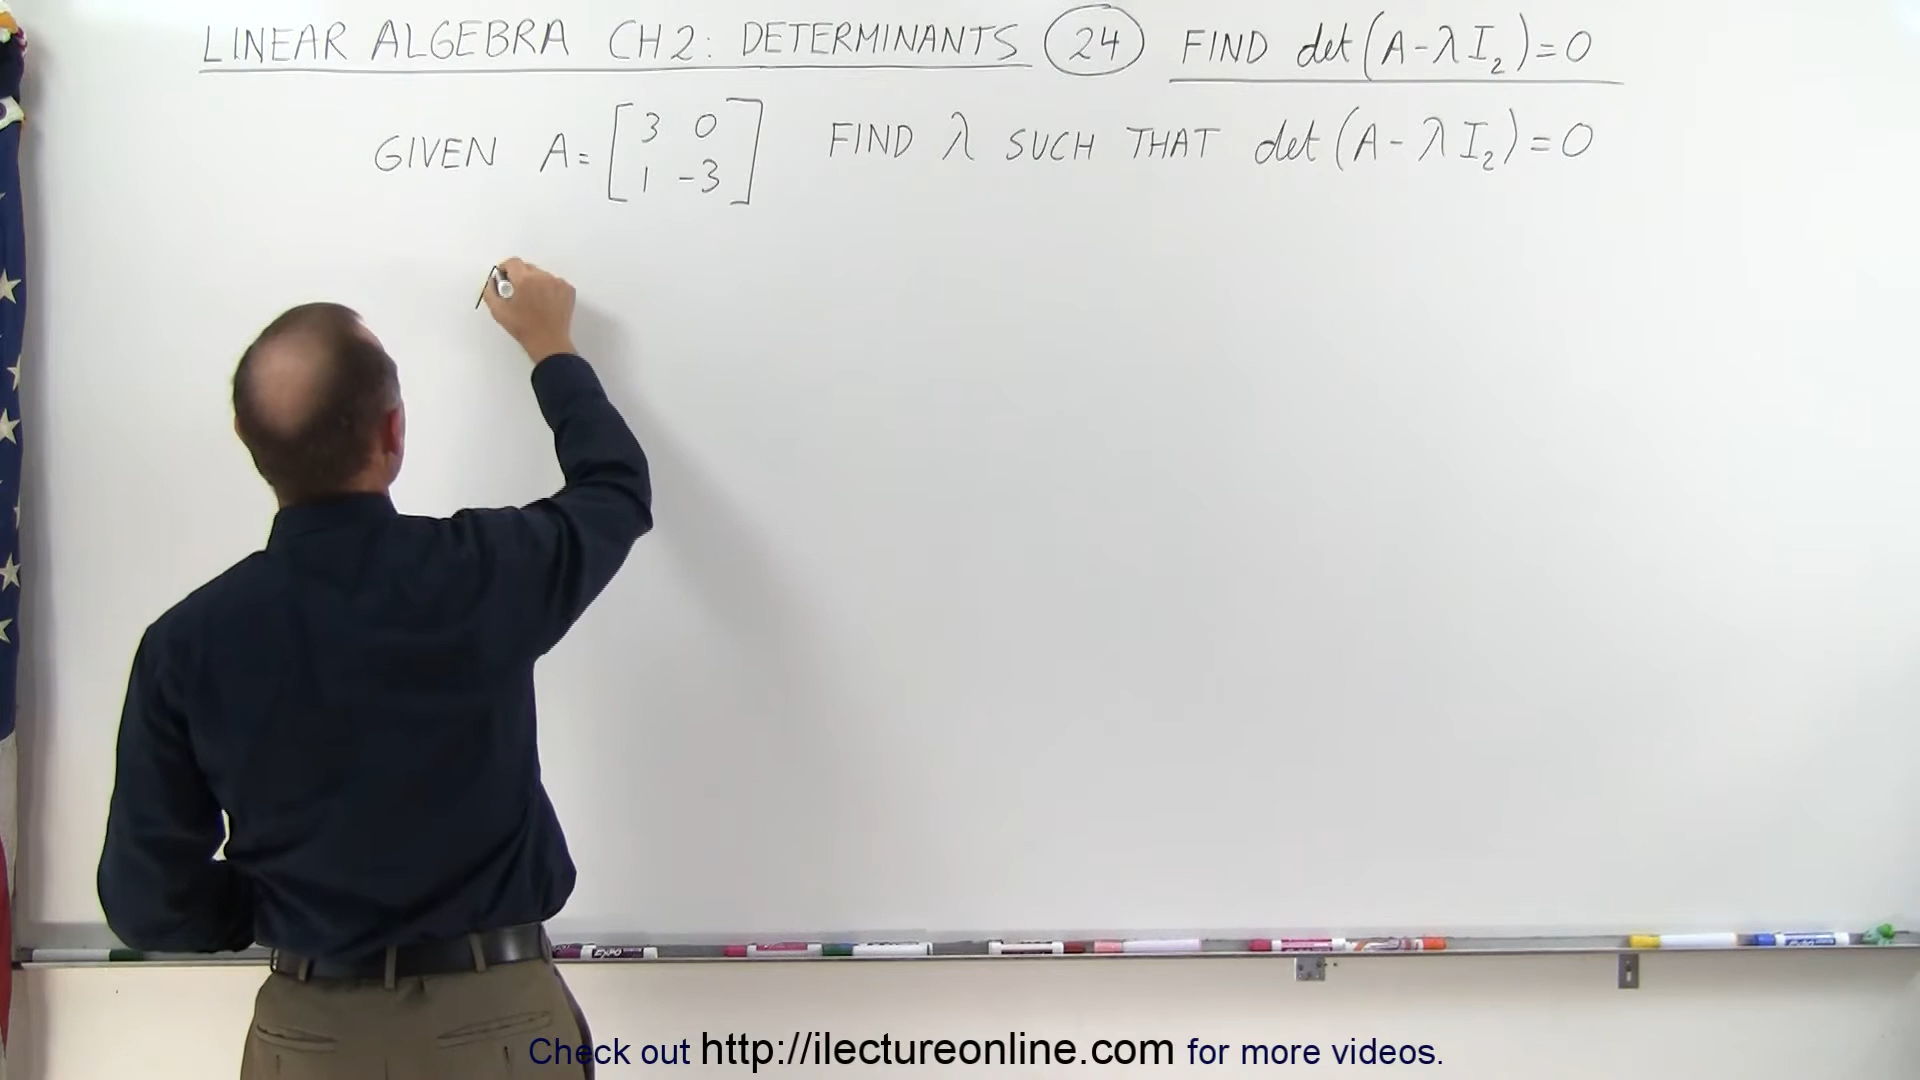 LINEAR ALGEBRA CH2: DETERMINANTS 24 FIND det(A-λI₂)=0
GIVEN A=[3 0; 1 -3] FIND λ SUCH THAT det(A-λI₂)=0
EXPO
Check out http://ilectureonline.com for more videos.